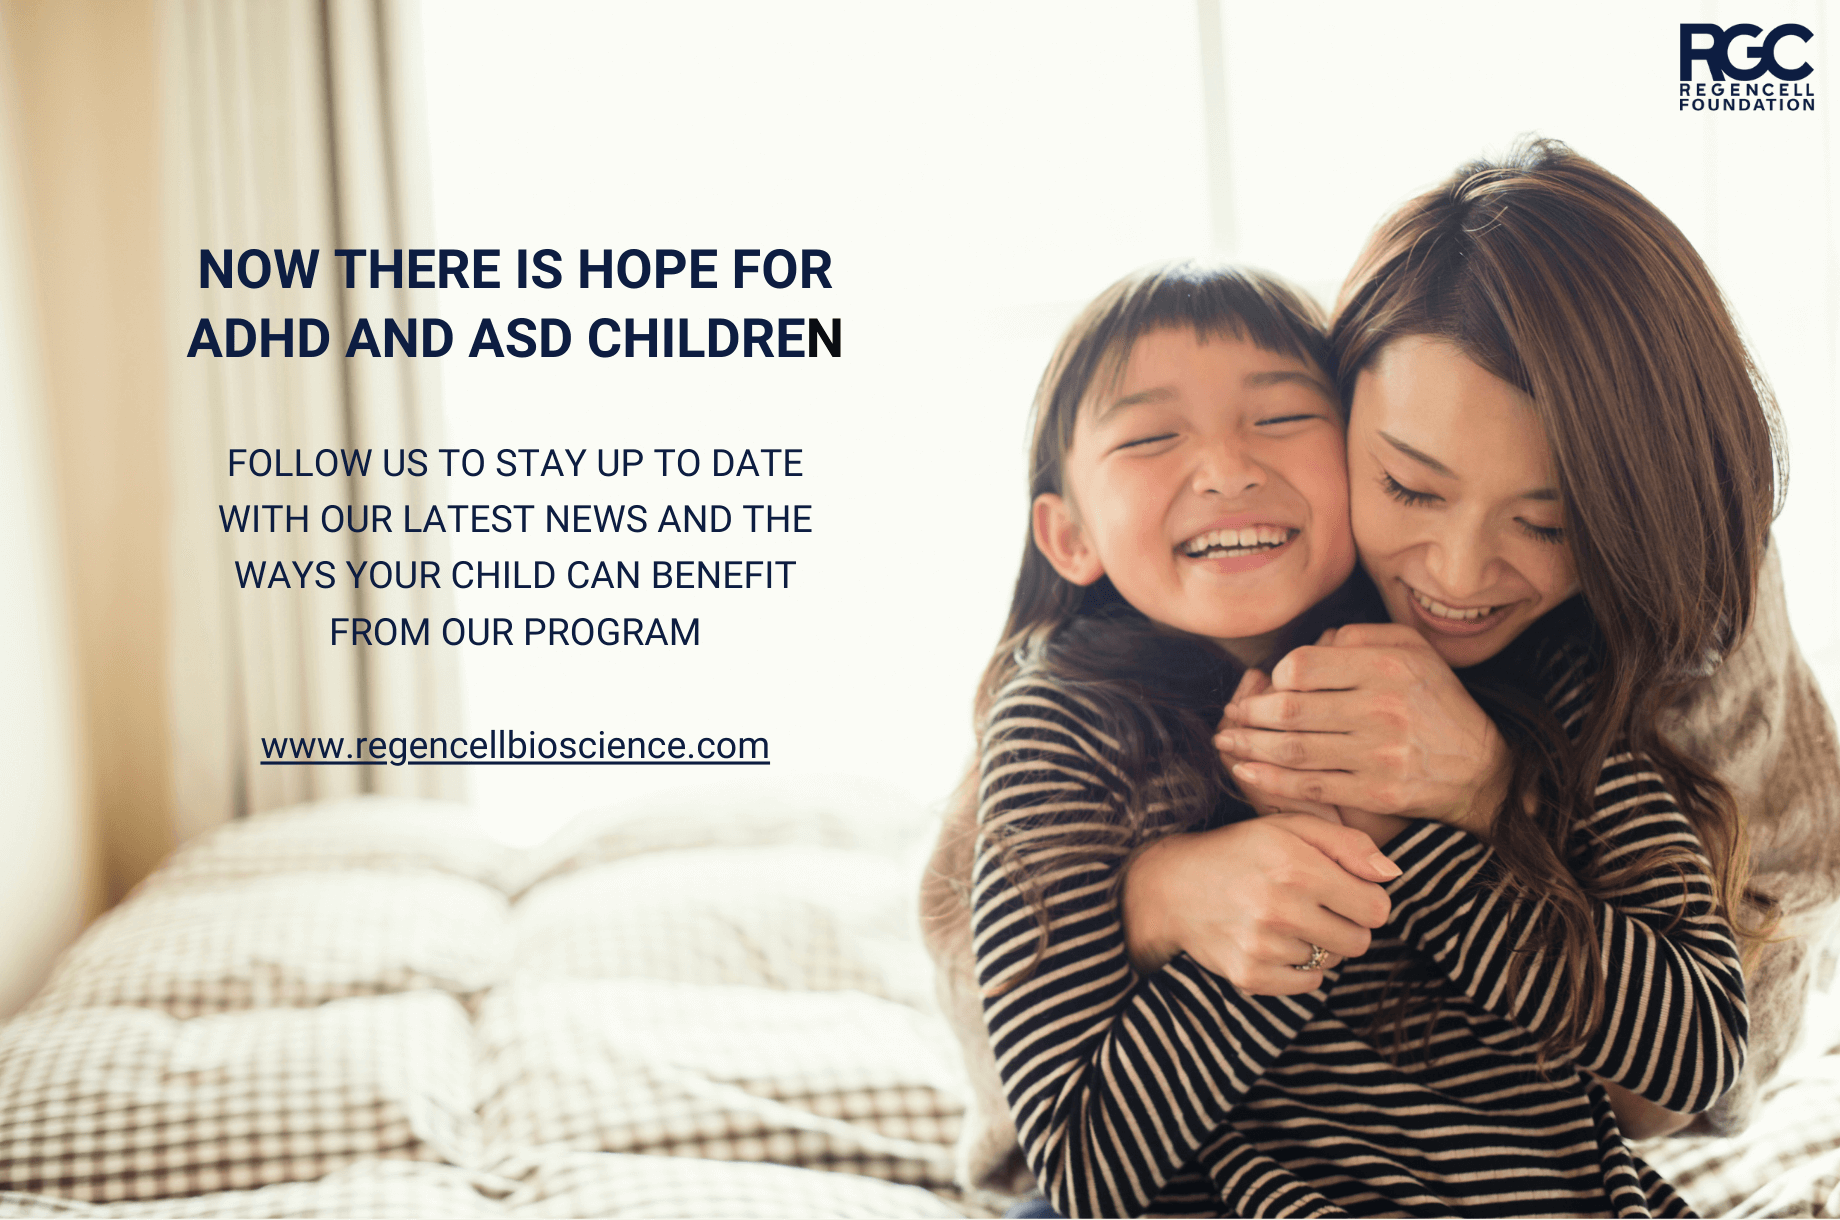 RGC
REGENCELL
FOUNDATION
NOW THERE IS HOPE FOR
ADHD AND ASD CHILDREN
FOLLOW US TO STAY UP TO DATE
WITH OUR LATEST NEWS AND THE
WAYS YOUR CHILD CAN BENEFIT
FROM OUR PROGRAM
www.regencellbioscience.com